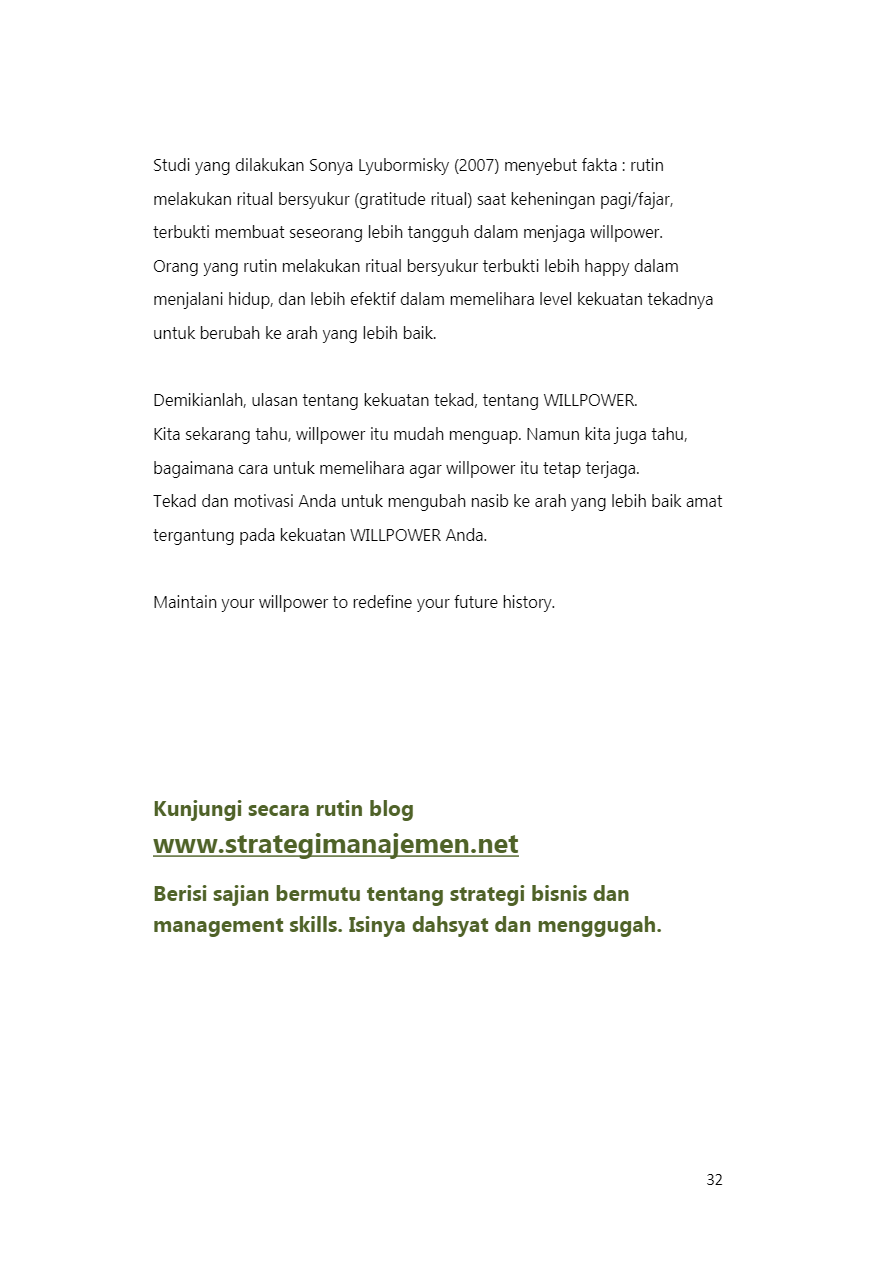 Studi yang dilakukan Sonya Lyubormisky (2007) menyebut fakta : rutin
melakukan ritual bersyukur (gratitude ritual) saat keheningan pagi/fajar,
terbukti membuat seseorang lebih tangguh dalam menjaga willpower.
Orang yang rutin melakukan ritual bersyukur terbukti lebih happy dalam
menjalani hidup, dan lebih efektif dalam memelihara level kekuatan tekadnya
untuk berubah ke arah yang lebih baik.
Demikianlah, ulasan tentang kekuatan tekad, tentang WILLPOWER.
Kita sekarang tahu, willpower itu mudah menguap. Namun kita juga tahu,
bagaimana cara untuk memelihara agar willpower itu tetap terjaga.
Tekad dan motivasi Anda untuk mengubah nasib ke arah yang lebih baik amat
tergantung pada kekuatan WILLPOWER Anda.
Maintain your willpower to redefine your future history.
Kunjungi secara rutin blog
www.strategimanajemen.net
Berisi sajian bermutu tentang strategi bisnis dan
management skills. Isinya dahsyat dan menggugah.
32